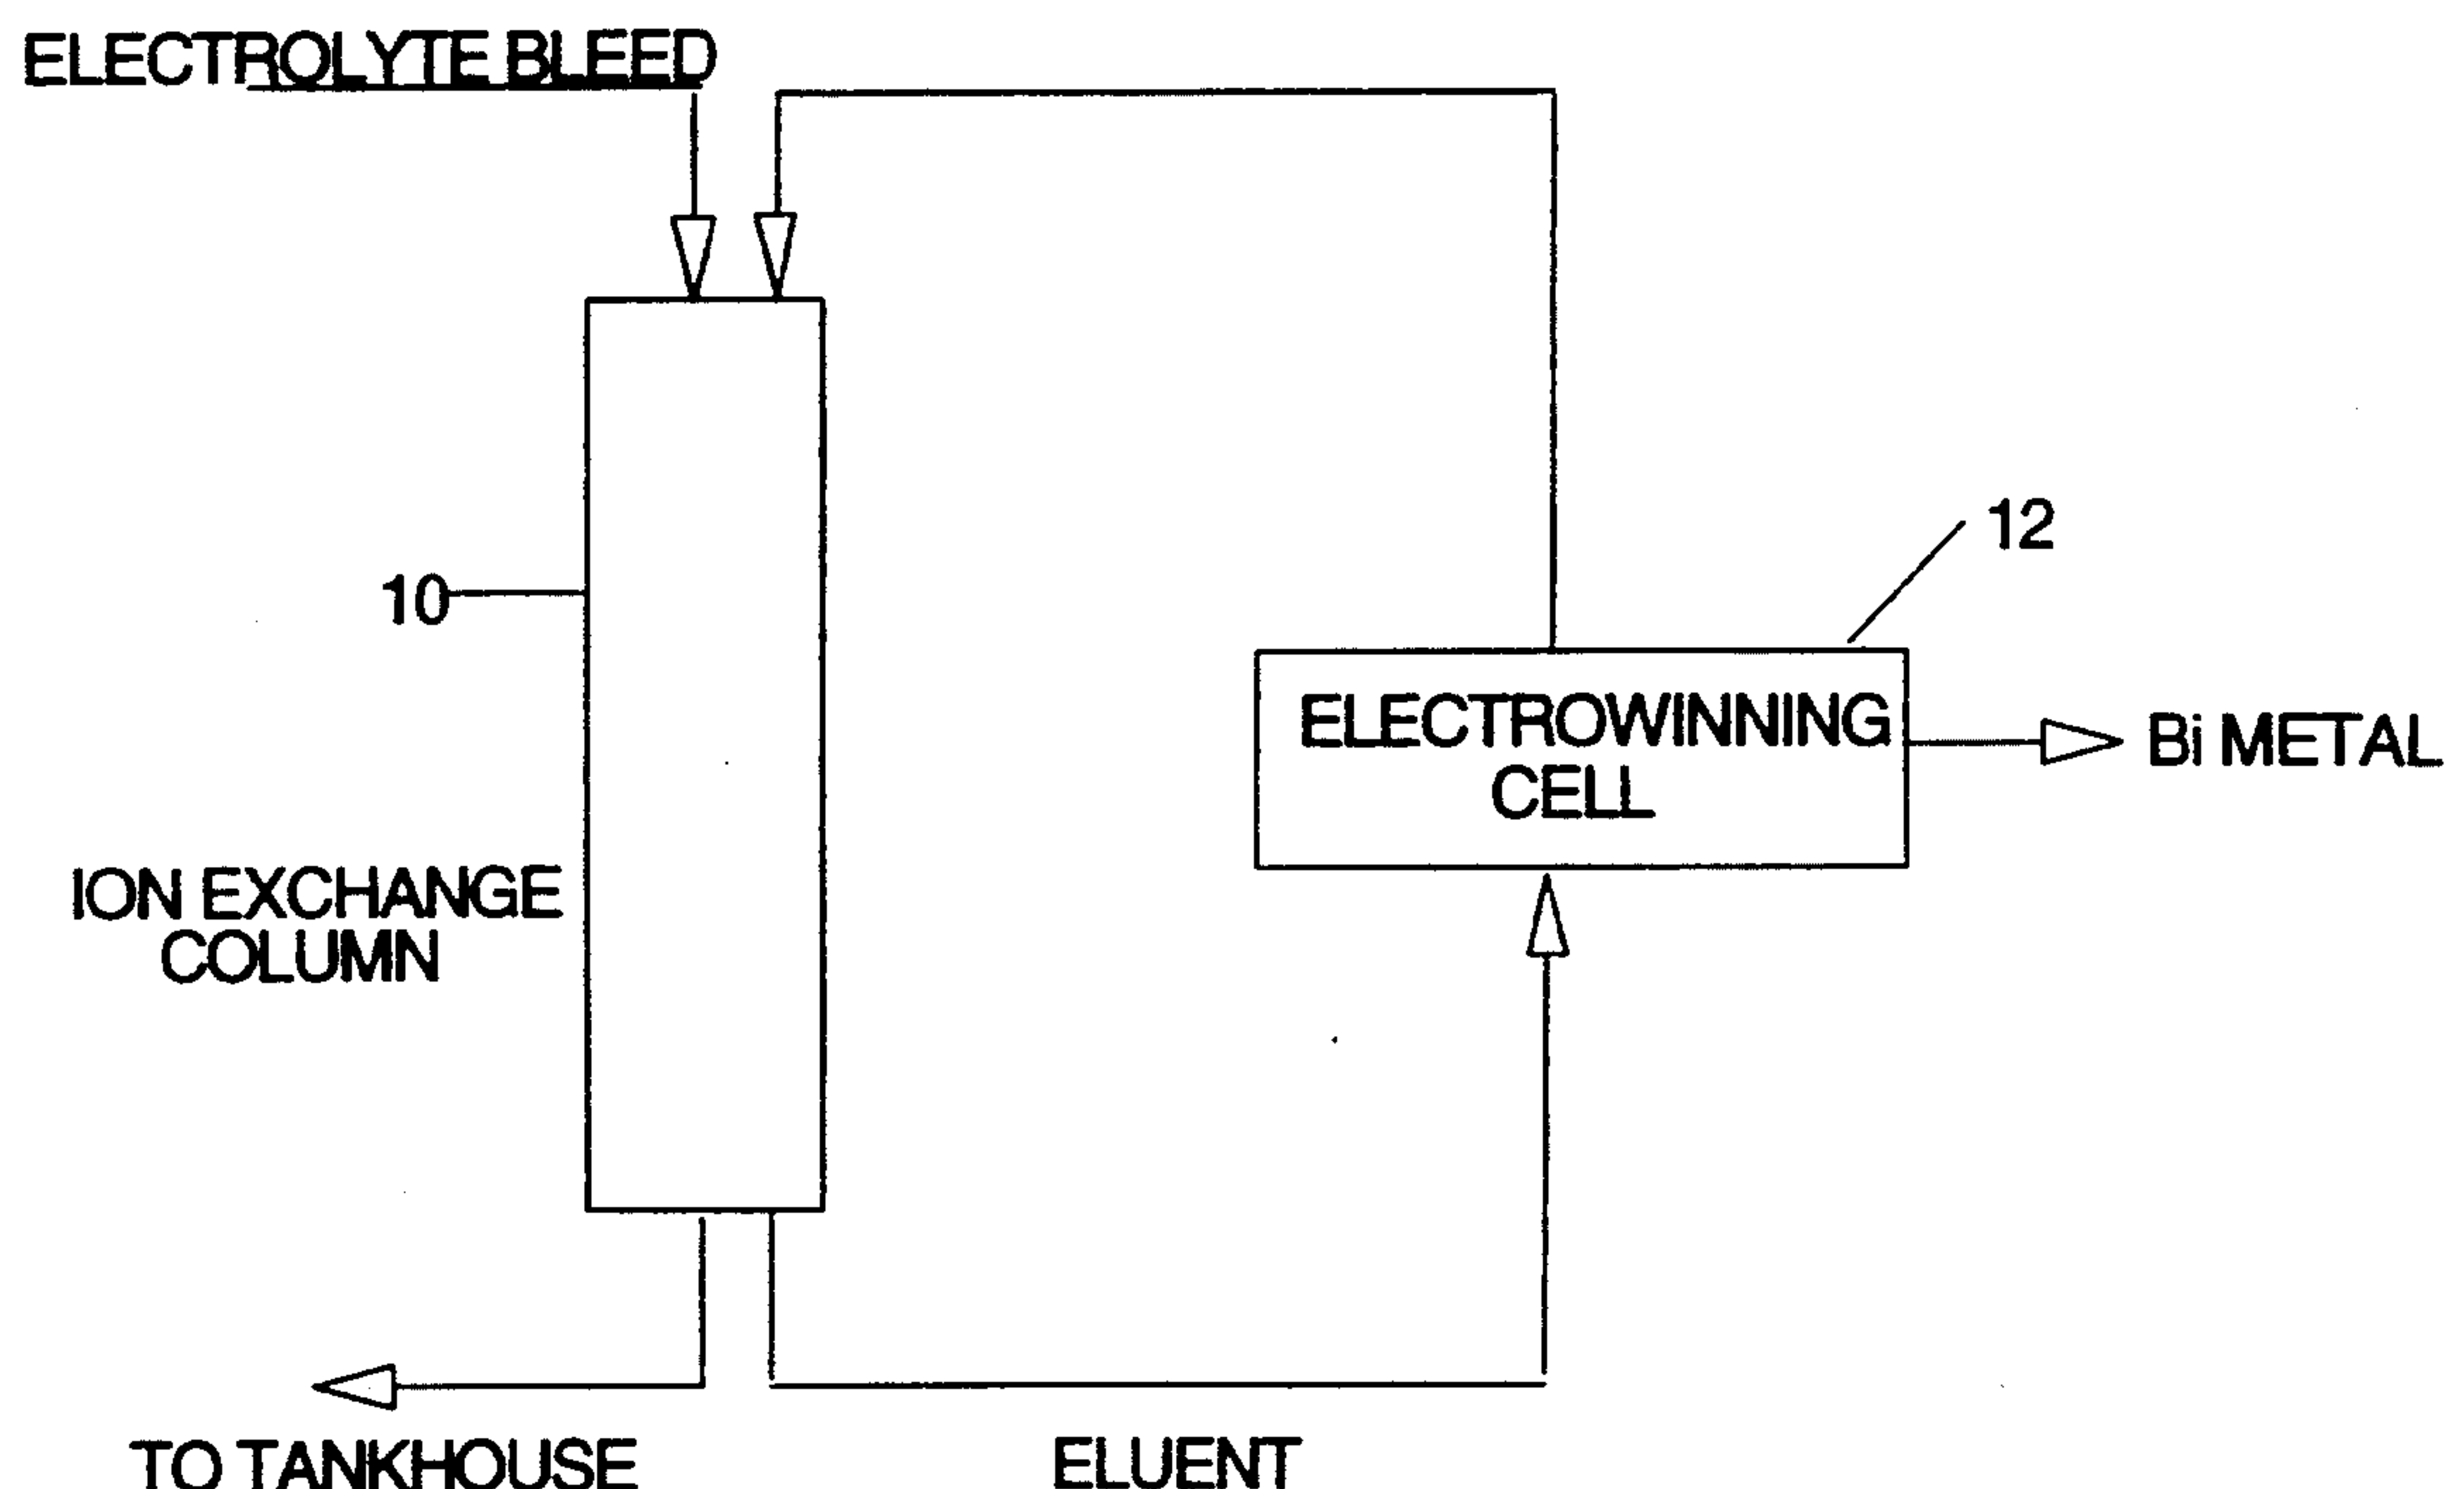 ELECTROLYTE BLEED
12
10
ELECTROWINNING
CELL
Bi METAL
ION EXCHANGE
COLUMN
TO TANKHOUSE
ELUENT